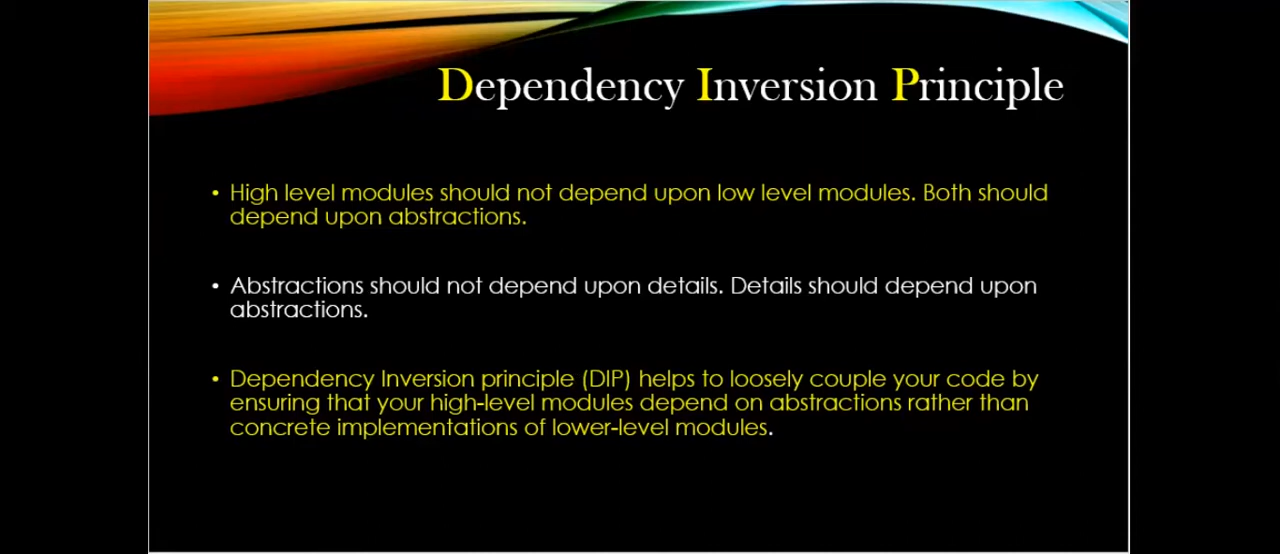 Dependency Inversion Principle
• High level modules should not depend upon low level modules. Both should
depend upon abstractions.
• Abstractions should not depend upon details. Details should depend upon
abstractions.
• Dependency Inversion principle (DIP) helps to loosely couple your code by
ensuring that your high-level modules depend on abstractions rather than
concrete implementations of lower-level modules.